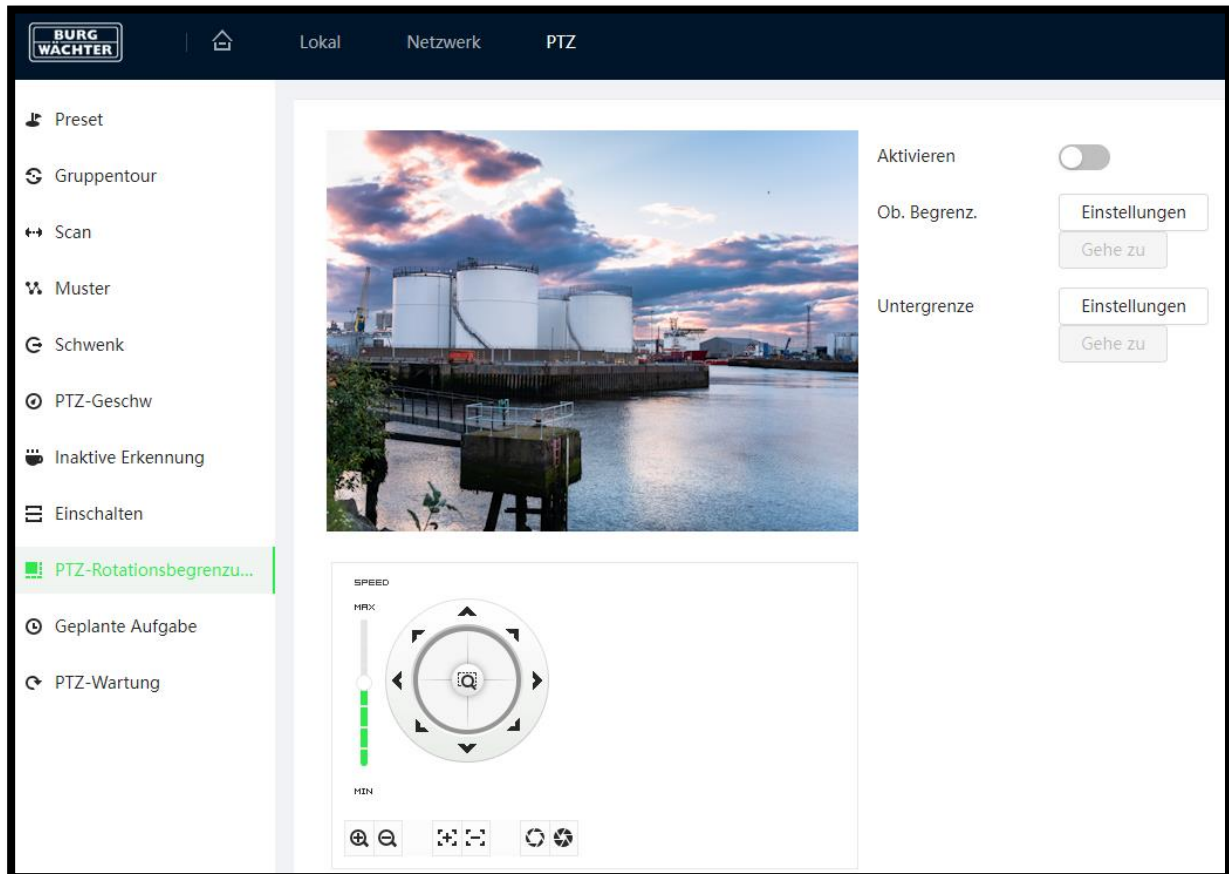 BURG
WÄCHTER
Lokal Netzwerk PTZ
Preset
Gruppentour
Scan
Muster
Schwenk
PTZ-Geschw
Inaktive Erkennung
Einschalten
PTZ-Rotationsbegrenzu...
Geplante Aufgabe
PTZ-Wartung
Aktivieren
Ob. Begrenz. Einstellungen
Gehe zu
Untergrenze Einstellungen
Gehe zu
SPEED
MAX
MIN